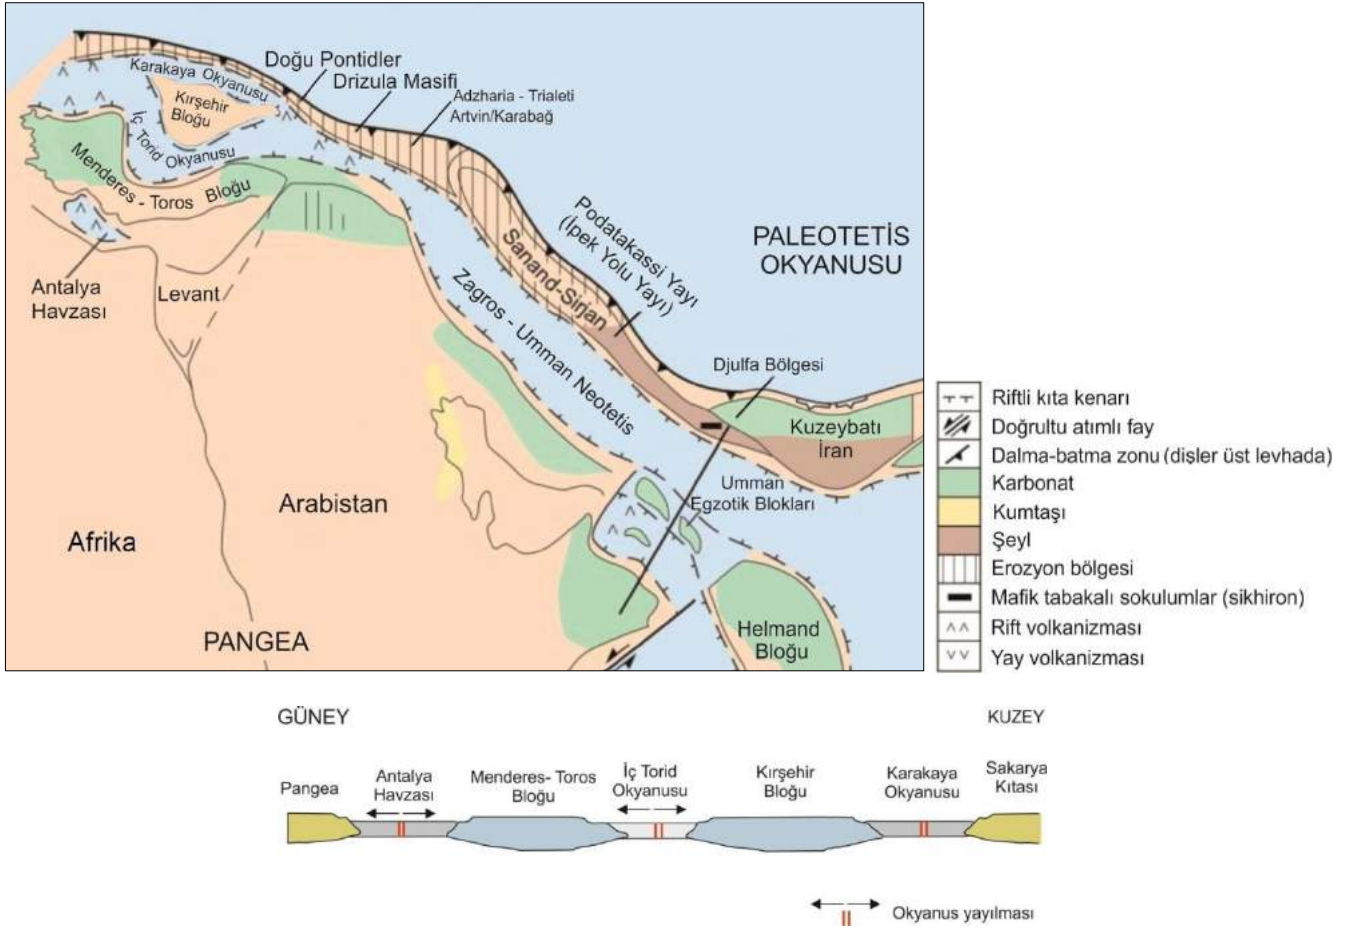 Doğu Pontidler
Drizula Masifi
Adzharia - Trialeti
Artvin/Karabağ
Karakaya Okyanusu
Kırşehir
Bloğu
İç Torid Okyanusu
Menderes - Toros Bloğu
Antalya
Havzası
Levant
Podatakassi Yayı
(İpek Yolu Yayı)
Sanand-Sirjan
PALEOTETİS
OKYANUSU
Zagros - Umman Neotetis
Djulfa Bölgesi
Kuzeybatı
İran
Umman
Egzotik Blokları
Arabistan
Afrika
PANGEA
Helmand
Bloğu
Riftli kıta kenarı
Doğrultu atımlı fay
Dalma-batma zonu (dişler üst levhada)
Karbonat
Kumtaşı
Şeyl
Erozyon bölgesi
Mafik tabakalı sokulumlar (sikhiron)
Rift volkanizması
Yay volkanizması
GÜNEY
KUZEY
Pangea
Antalya
Havzası
Menderes- Toros
Bloğu
İç Torid
Okyanusu
Kırşehir
Bloğu
Karakaya
Okyanusu
Sakarya
Kıtası
Okyanus yayılması